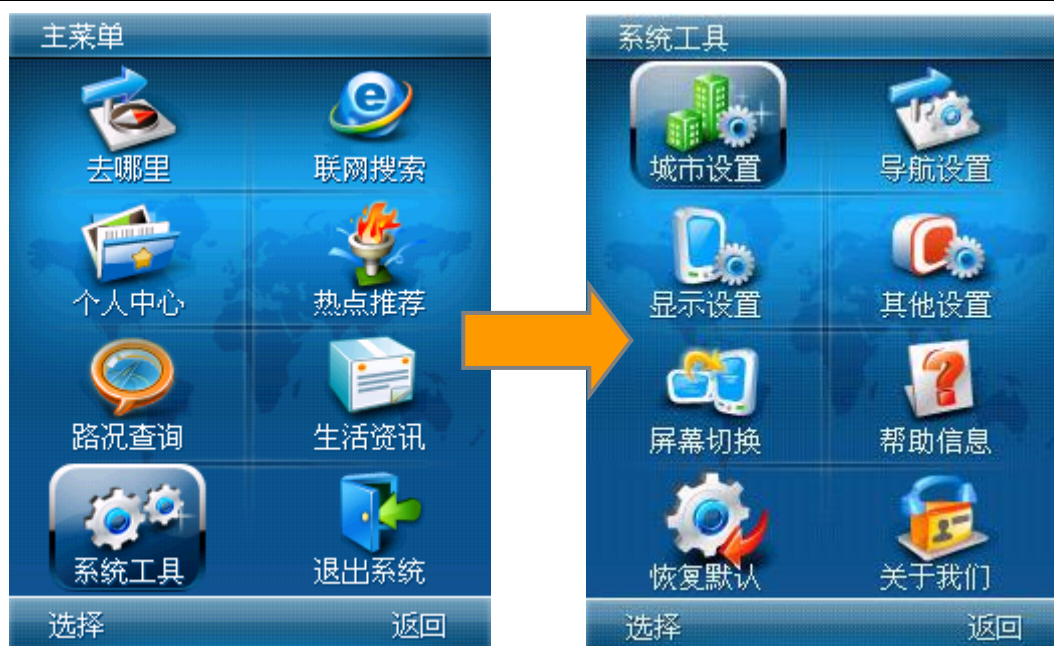 主菜单
去哪里
联网搜索
个人中心
热点推荐
路况查询
生活资讯
系统工具
退出系统
选择
返回
系统工具
城市设置
导航设置
显示设置
其他设置
屏幕切换
帮助信息
恢复默认
关于我们
选择
返回